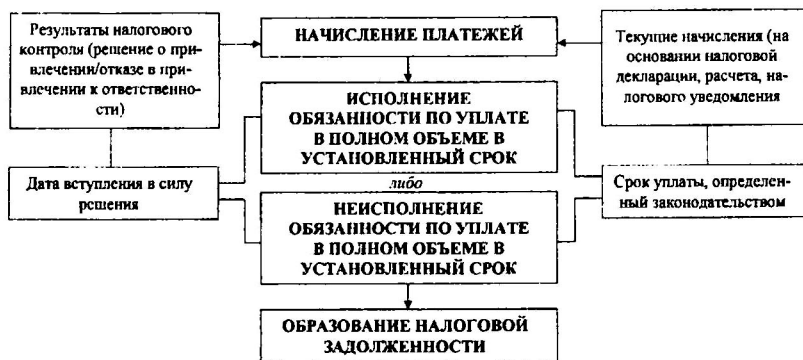 Результаты налогового
контроля (решение о при-
влечении/отказе в при-
влечении к ответственно-
сти)
НАЧИСЛЕНИЕ ПЛАТЕЖЕЙ
Текущие начисления (на
основании налоговой
декларации, расчета, на-
логового уведомления
ИСПОЛНЕНИЕ
ОБЯЗАННОСТИ ПО УПЛАТЕ
В ПОЛНОМ ОБЪЕМЕ В
УСТАНОВЛЕННЫЙ СРОК
Дата вступления в силу
решения
либо
Срок уплаты, определен-
ный законодательством
НЕИСПОЛНЕНИЕ
ОБЯЗАННОСТИ ПО УПЛАТЕ
В ПОЛНОМ ОБЪЕМЕ В
УСТАНОВЛЕННЫЙ СРОК
ОБРАЗОВАНИЕ НАЛОГОВОЙ
ЗАДОЛЖЕННОСТИ